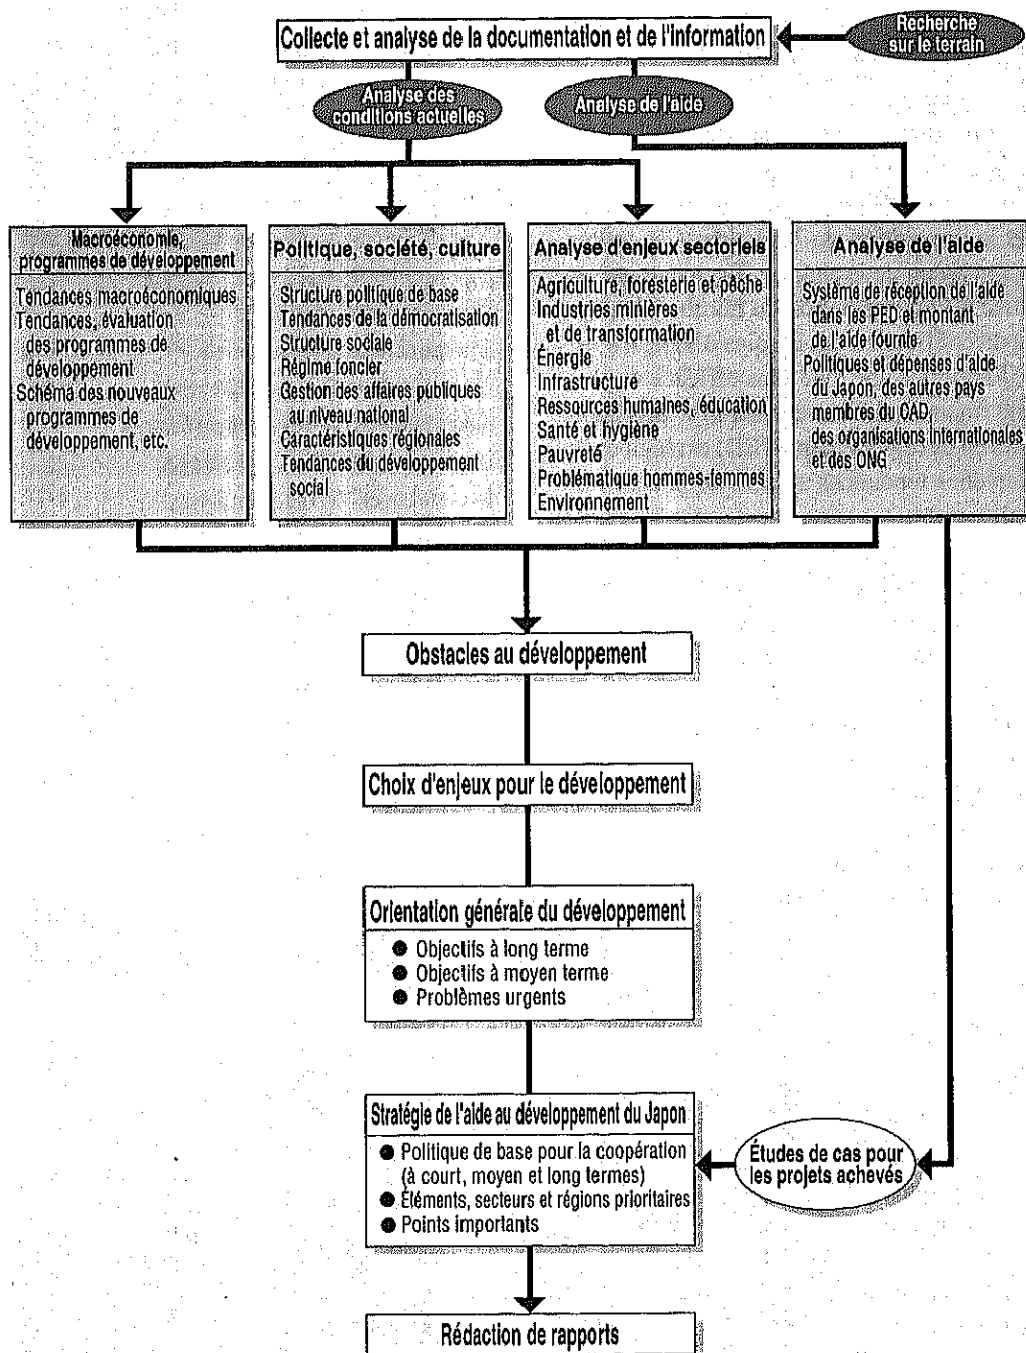 Collecte et analyse de la documentation et de l'information
Recherche
sur le terrain
Analyse des
conditions actuelles
Analyse de l'aide
Macroéconomie,
programmes de développement
Tendances macroéconomiques
Tendances, évaluation
des programmes de
développement
Schéma des nouveaux
programmes de
développement, etc.
Politique, société, culture
Structure politique de base
Tendances de la démocratisation
Structure sociale
Régime foncier
Gestion des affaires publiques
au niveau national
Caractéristiques régionales
Tendances du développement
social
Analyse d'enjeux sectoriels
Agriculture, foresterie et pêche
Industries minières
et de transformation
Énergie
Infrastructure
Ressources humaines, éducation
Santé et hygiène
Pauvreté
Problématique hommes-femmes
Environnement
Analyse de l'aide
Système de réception de l'aide
dans les PED et montant
de l'aide fournie
Politiques et dépenses d'aide
du Japon, des autres pays
membres du CAD,
des organisations internationales
et des ONG
Obstacles au développement
Choix d'enjeux pour le développement
Orientation générale du développement
● Objectifs à long terme
● Objectifs à moyen terme
● Problèmes urgents
Stratégie de l'aide au développement du Japon
● Politique de base pour la coopération
(à court, moyen et long termes)
● Éléments, secteurs et régions prioritaires
● Points importants
Études de cas pour
les projets achevés
Rédaction de rapports